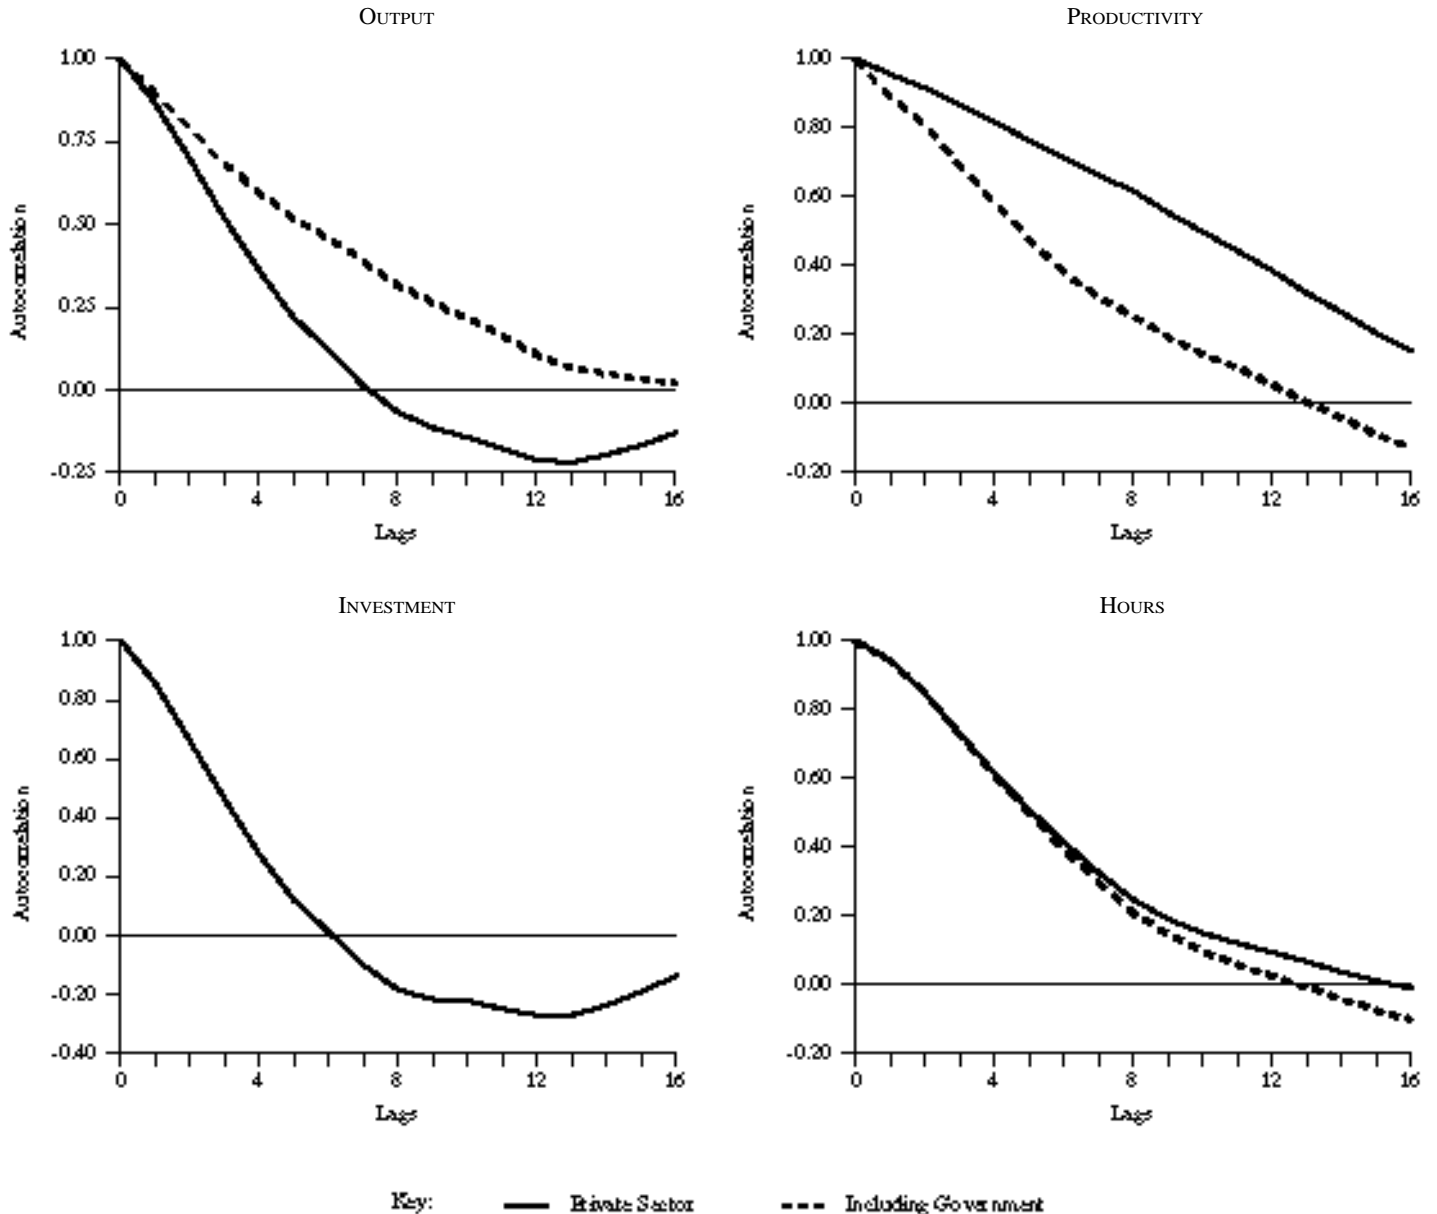 OUTPUT
1.00
0.75
0.50
0.25
0.00
-0.25
Autocorrelation
0 4 8 12 16
Lags
PRODUCTIVITY
1.00
0.80
0.60
0.40
0.20
0.00
-0.20
Autocorrelation
0 4 8 12 16
Lags
INVESTMENT
1.00
0.80
0.60
0.40
0.20
0.00
-0.20
-0.40
Autocorrelation
0 4 8 12 16
Lags
HOURS
1.00
0.80
0.60
0.40
0.20
0.00
-0.20
Autocorrelation
0 4 8 12 16
Lags
Key: Private Sector Including Government